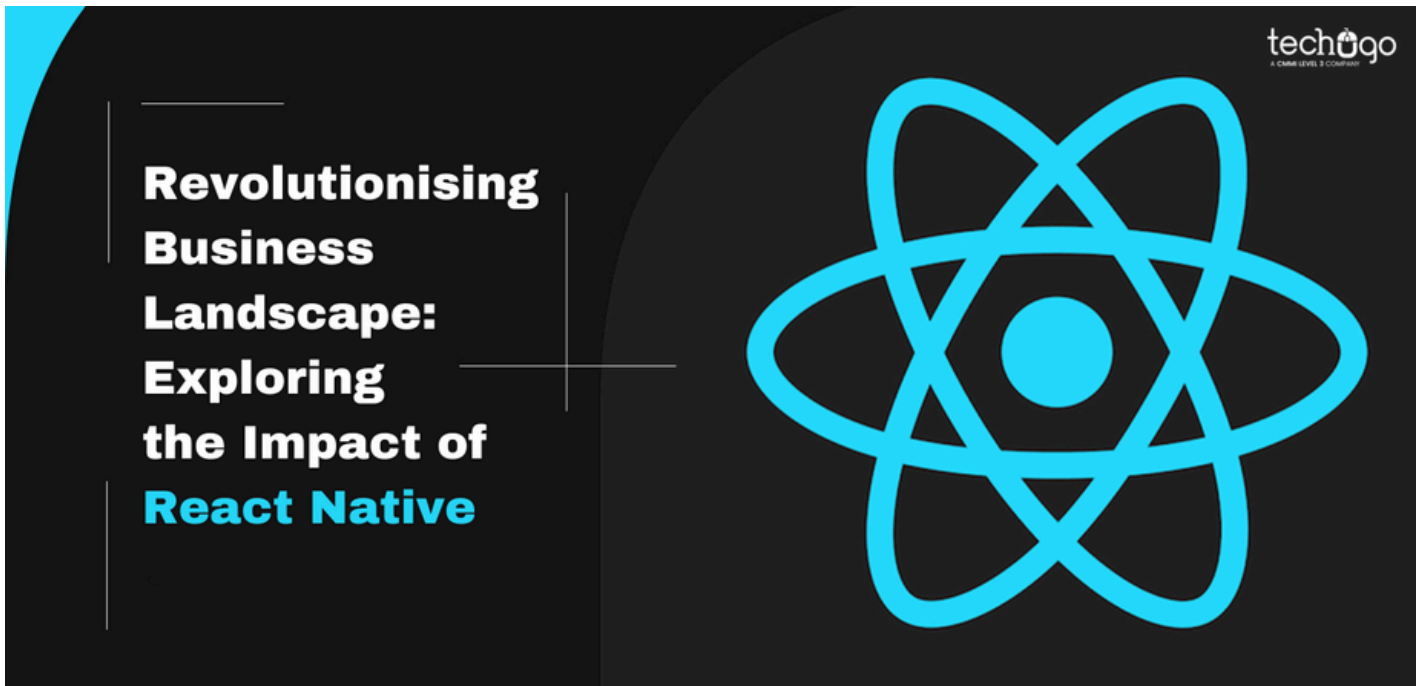 techugo
A CMMI LEVEL 3 COMPANY
Revolutionising
Business
Landscape:
Exploring
the Impact of
React Native